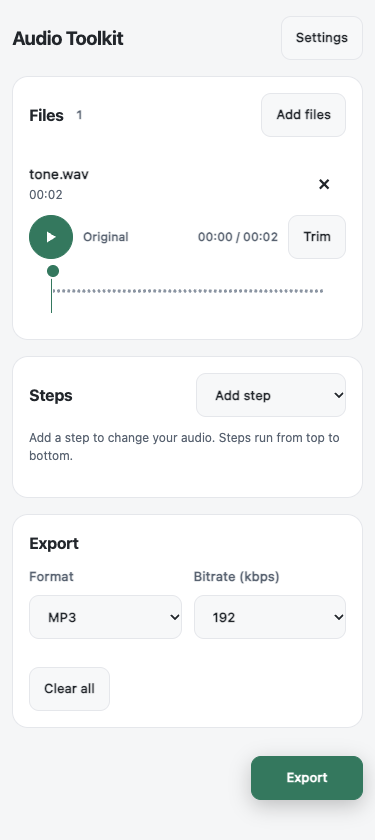 Audio Toolkit
Settings
Files 1
Add files
tone.wav
00:02
Original
00:00 / 00:02
Trim
Steps
Add step
Add a step to change your audio. Steps run from top to
bottom.
Export
Format
Bitrate (kbps)
MP3
192
Clear all
Export